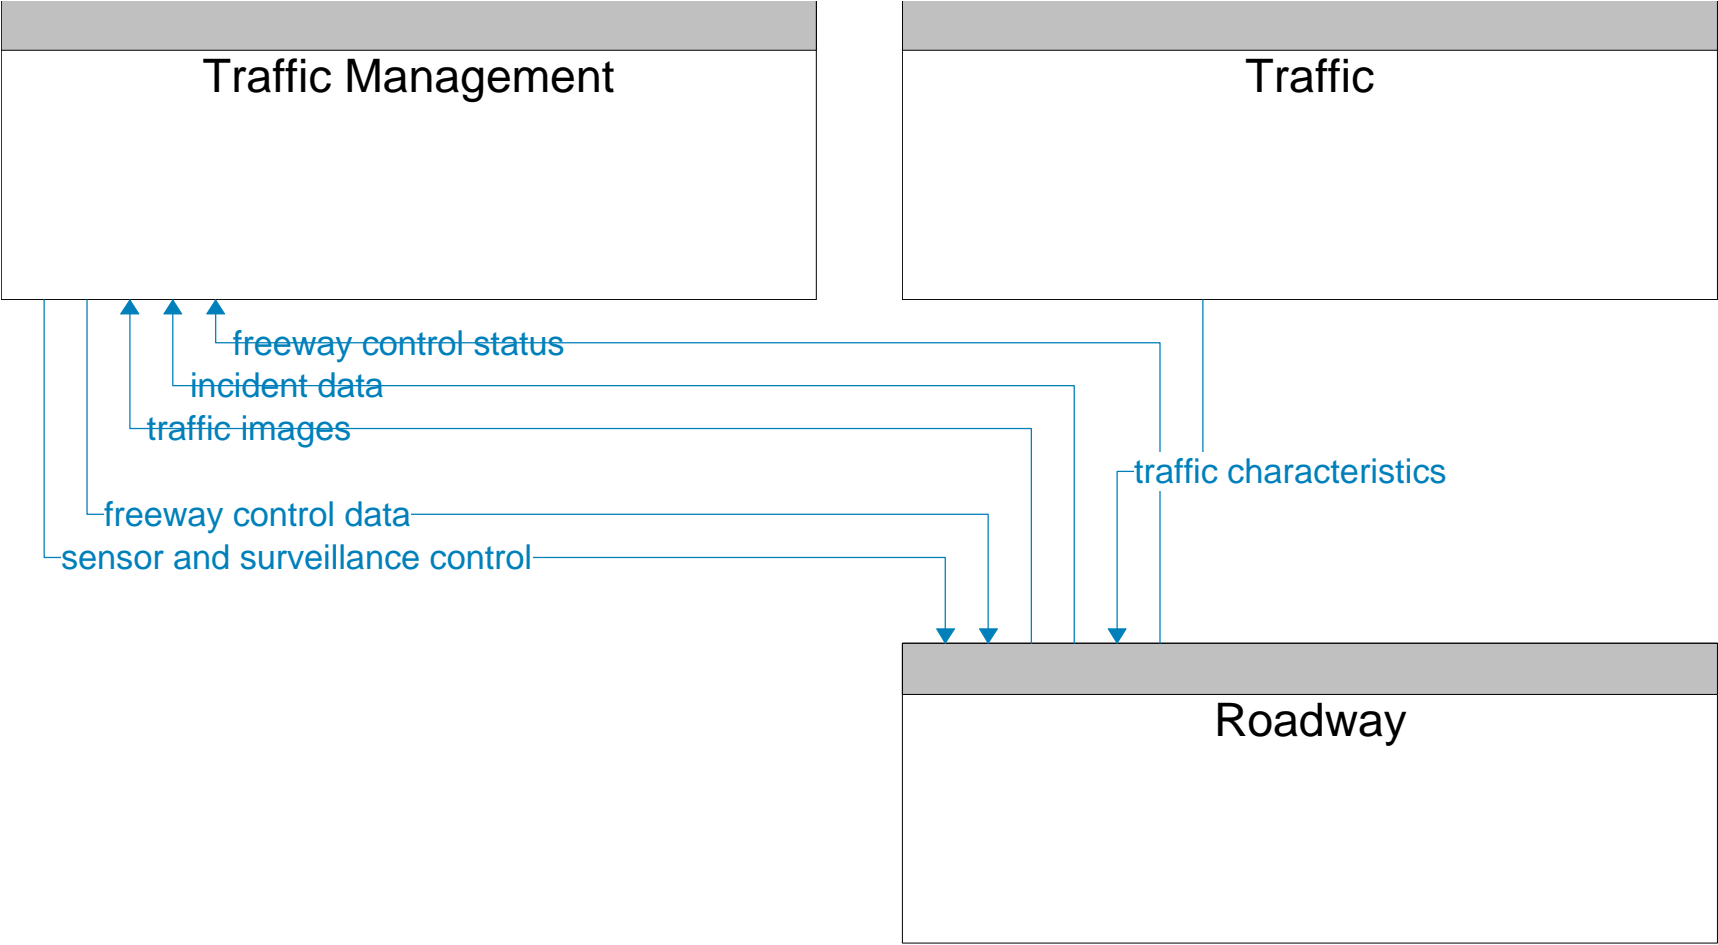 Traffic Management
Traffic
freeway control status
incident data
traffic images
traffic characteristics
freeway control data
sensor and surveillance control
Roadway